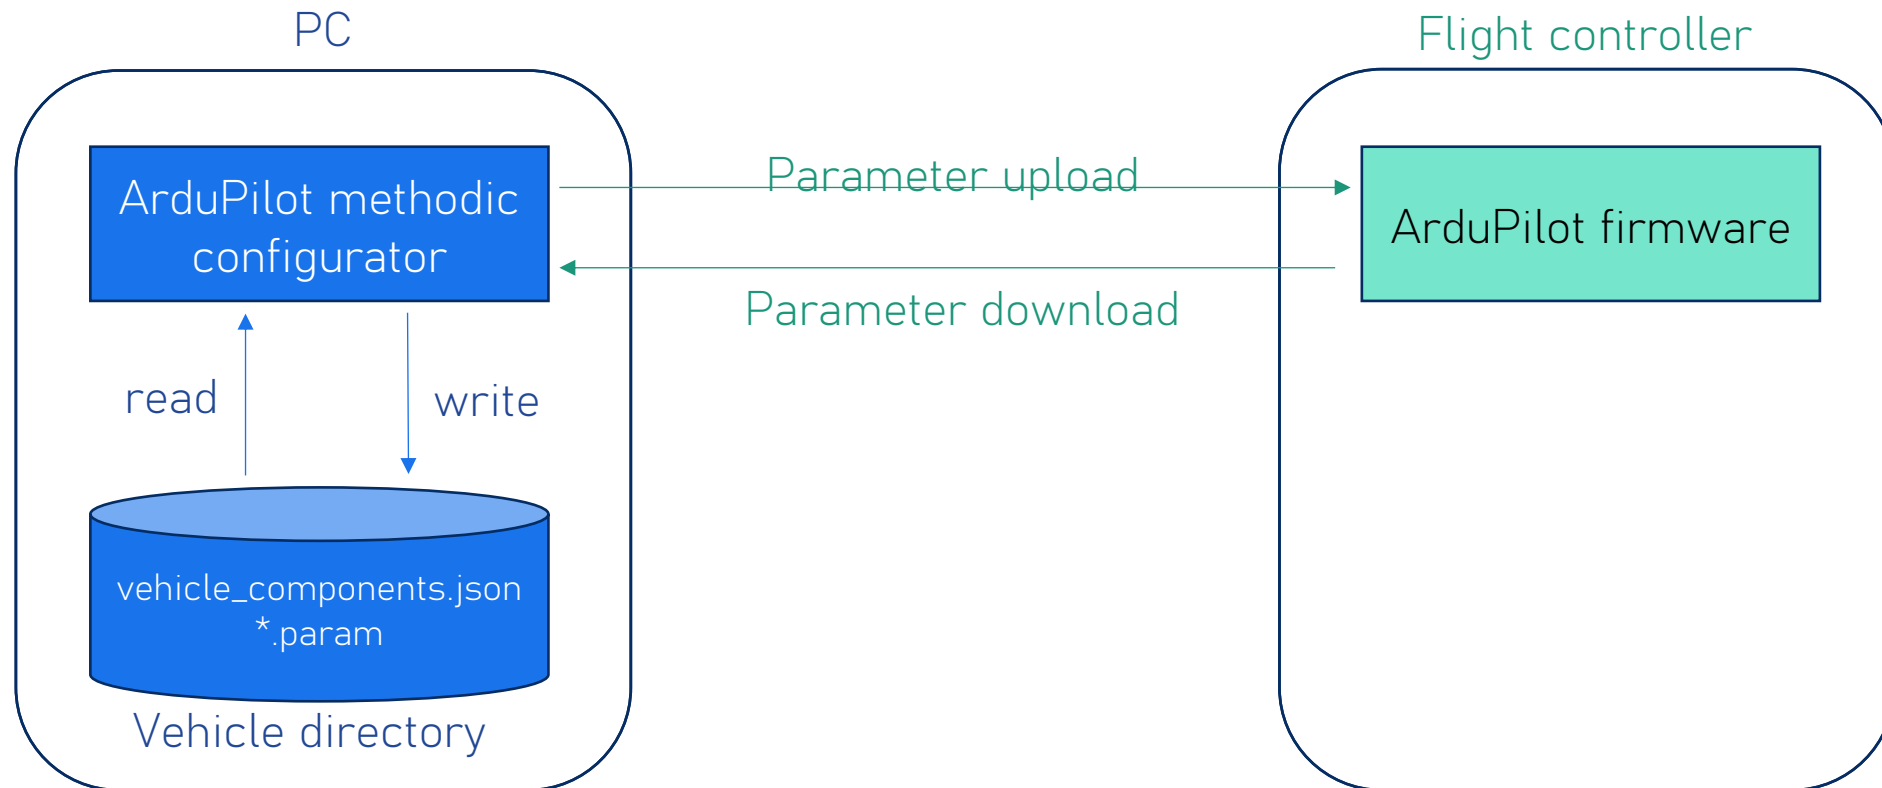 PC
Flight controller
ArduPilot methodic
configurator
Parameter upload
ArduPilot firmware
Parameter download
read
write
vehicle_components.json
*.param
Vehicle directory